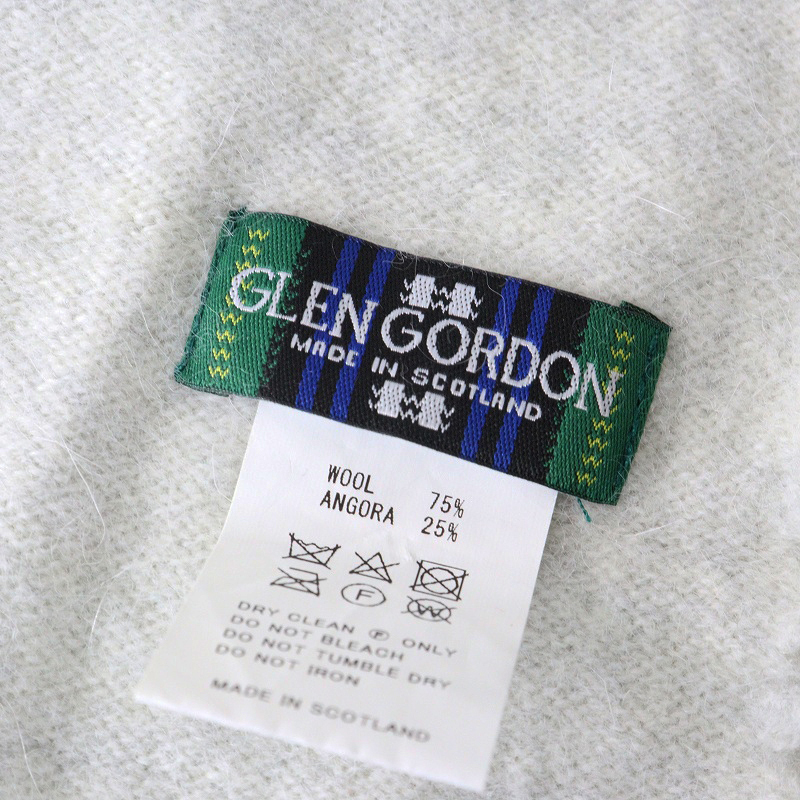 GLEN GORDON
MADE IN SCOTLAND
WOOL 75%
ANGORA 25%
F
W
DRY CLEAN Ⓕ ONLY
DO NOT BLEACH
DO NOT TUMBLE DRY
DO NOT IRON
MADE IN SCOTLAND